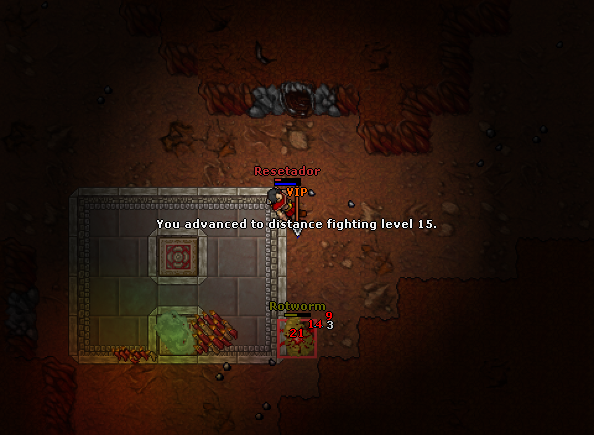 Resetador
VIP
You advanced to distance fighting level 15.
Rotworm
9
14 3
21